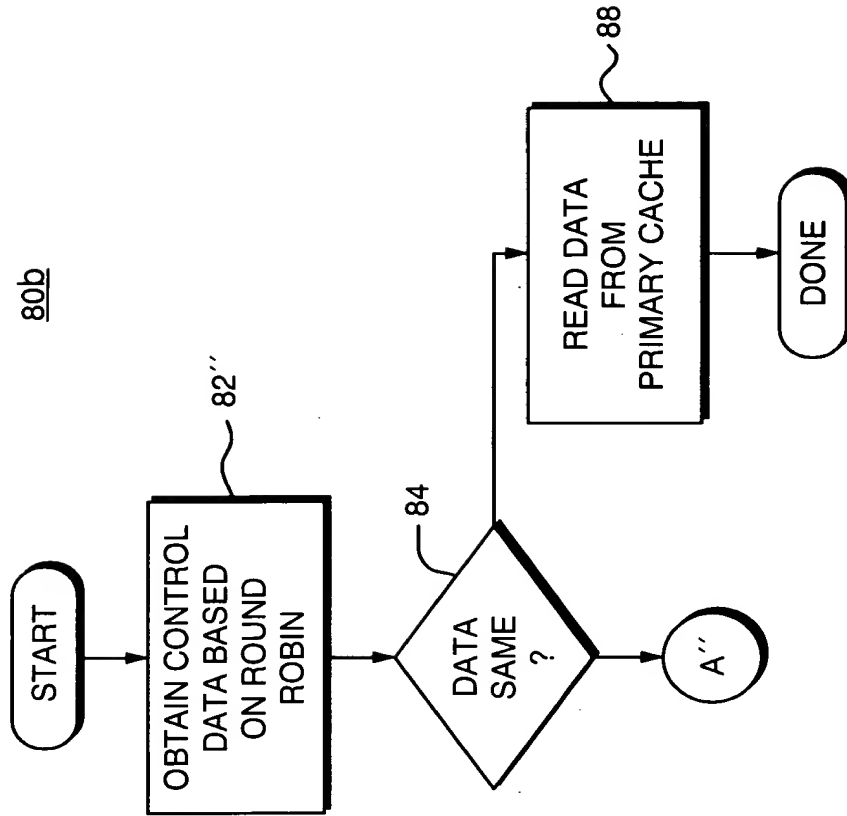 80b
START
82''
OBTAIN CONTROL
DATA BASED
ON ROUND
ROBIN
84
DATA
SAME
?
A''
88
READ DATA
FROM
PRIMARY CACHE
DONE